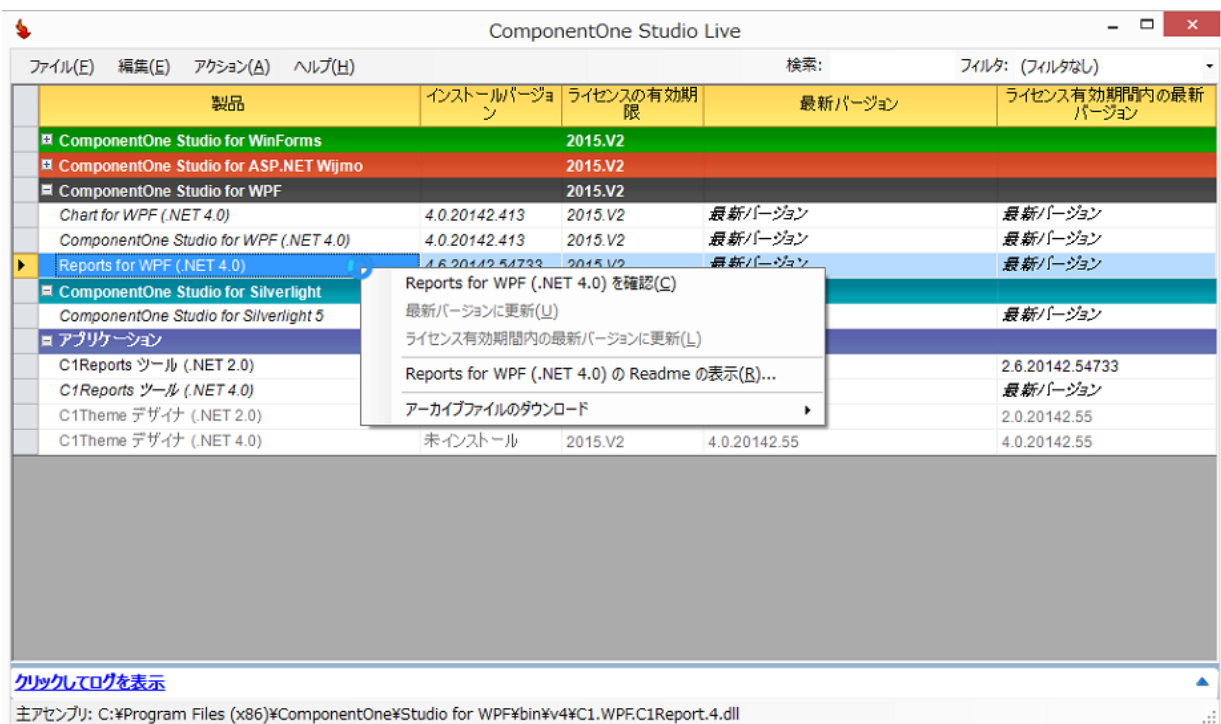 ComponentOne Studio Live
ファイル(F) 編集(E) アクション(A) ヘルプ(H) 検索: フィルタ: (フィルタなし)
製品 インストールバージョン ライセンスの有効期限 最新バージョン ライセンス有効期間内の最新バージョン
ComponentOne Studio for WinForms 2015.V2
ComponentOne Studio for ASP.NET Wijmo 2015.V2
ComponentOne Studio for WPF 2015.V2
Chart for WPF (.NET 4.0) 4.0.20142.413 2015.V2 最新バージョン 最新バージョン
ComponentOne Studio for WPF (.NET 4.0) 4.0.20142.413 2015.V2 最新バージョン 最新バージョン
Reports for WPF (.NET 4.0) 4.6.20142.54733 2015.V2 最新バージョン 最新バージョン
Reports for WPF (.NET 4.0) を確認(C)
最新バージョンに更新(U)
ライセンス有効期間内の最新バージョンに更新(L)
Reports for WPF (.NET 4.0) の Readme の表示(R)...
アーカイブファイルのダウンロード
ComponentOne Studio for Silverlight
ComponentOne Studio for Silverlight 5 最新バージョン
アプリケーション
C1Reports ツール (.NET 2.0) 2.6.20142.54733
C1Reports ツール (.NET 4.0) 最新バージョン
C1Theme デザイナ (.NET 2.0) 2.0.20142.55
C1Theme デザイナ (.NET 4.0) 未インストール 2015.V2 4.0.20142.55 4.0.20142.55
クリックしてログを表示
主アセンブリ: C:¥Program Files (x86)¥ComponentOne¥Studio for WPF¥bin¥v4¥C1.WPF.C1Report.4.dll